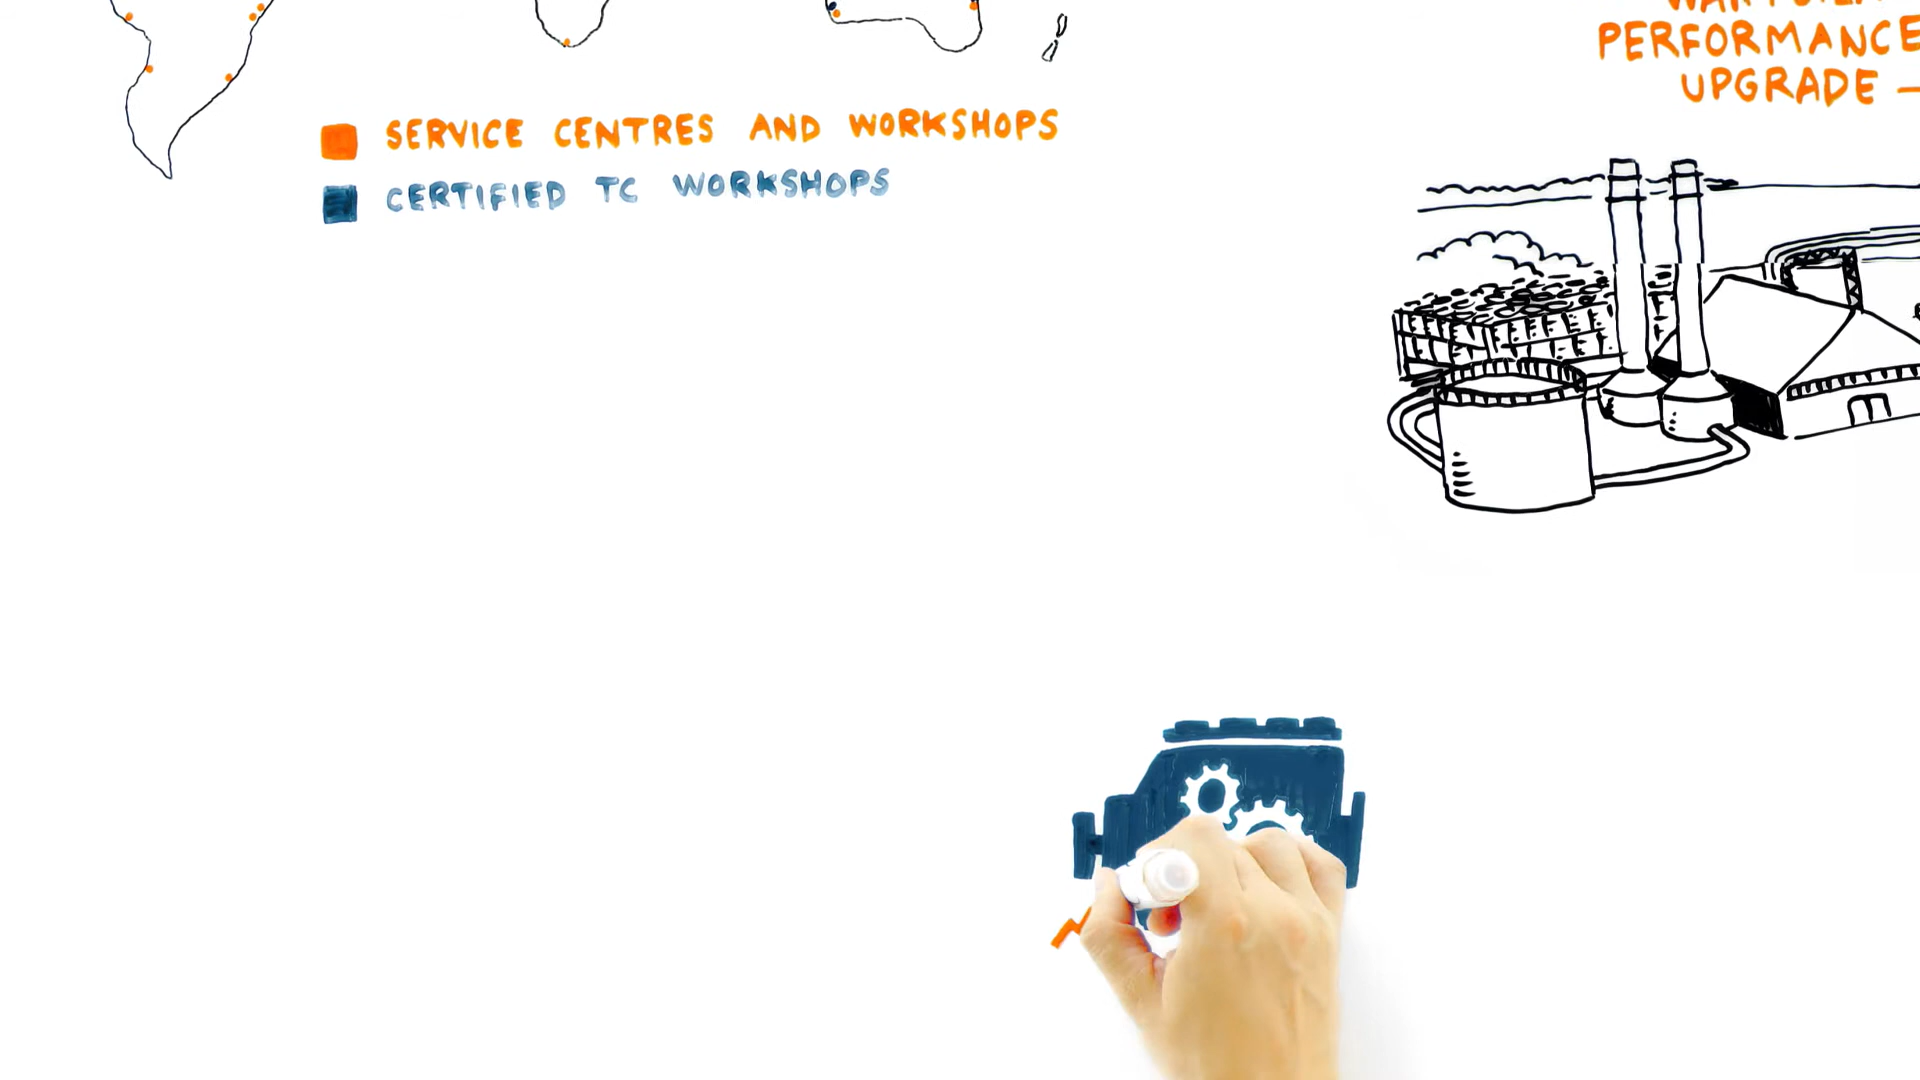 SERVICE CENTRES AND WORKSHOPS
CERTIFIED TC WORKSHOPS
PERFORMANCE
UPGRADE –